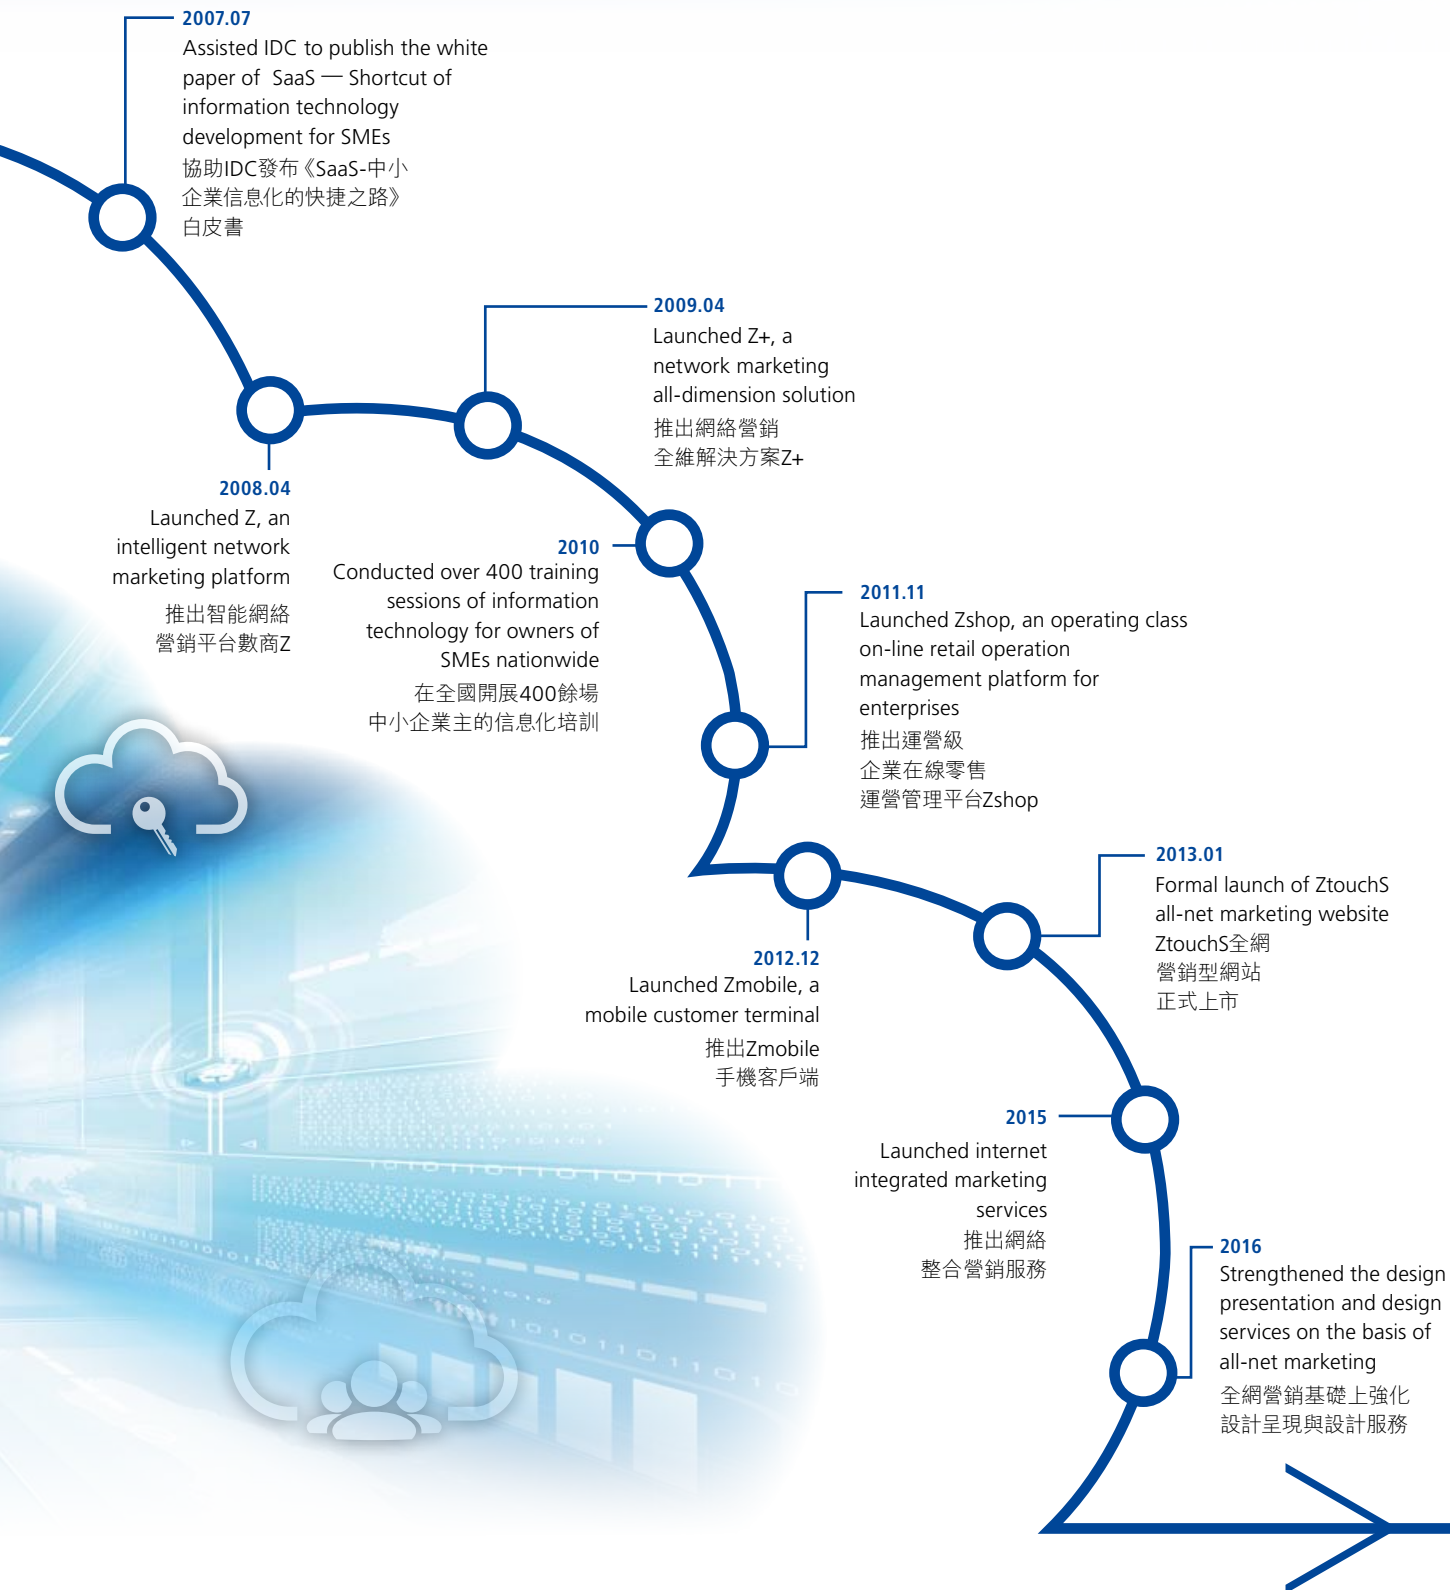 2007.07
Assisted IDC to publish the white
paper of SaaS — Shortcut of
information technology
development for SMEs
協助IDC發布《SaaS-中小
企業信息化的快捷之路》
白皮書
2009.04
Launched Z+, a
network marketing
all-dimension solution
推出網絡營銷
全維解決方案Z+
2008.04
Launched Z, an
intelligent network
marketing platform
推出智能網絡
營銷平台數商Z
2010
Conducted over 400 training
sessions of information
technology for owners of
SMEs nationwide
在全國開展400餘場
中小企業主的信息化培訓
2011.11
Launched Zshop, an operating class
on-line retail operation
management platform for
enterprises
推出運營級
企業在線零售
運營管理平台Zshop
2012.12
Launched Zmobile, a
mobile customer terminal
推出Zmobile
手機客戶端
2013.01
Formal launch of ZtouchS
all-net marketing website
ZtouchS全網
營銷型網站
正式上市
2015
Launched internet
integrated marketing
services
推出網絡
整合營銷服務
2016
Strengthened the design
presentation and design
services on the basis of
all-net marketing
全網營銷基礎上強化
設計呈現與設計服務